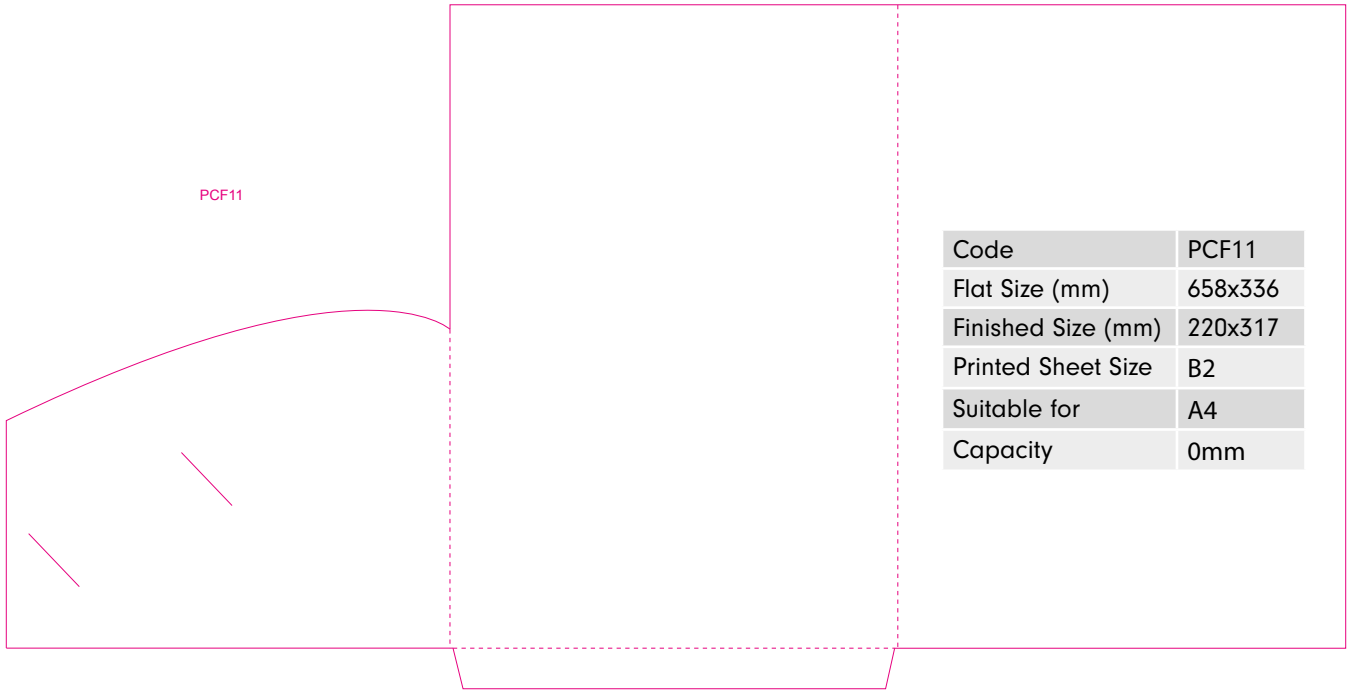 PCF11
Code PCF11
Flat Size (mm) 658x336
Finished Size (mm) 220x317
Printed Sheet Size B2
Suitable for A4
Capacity 0mm